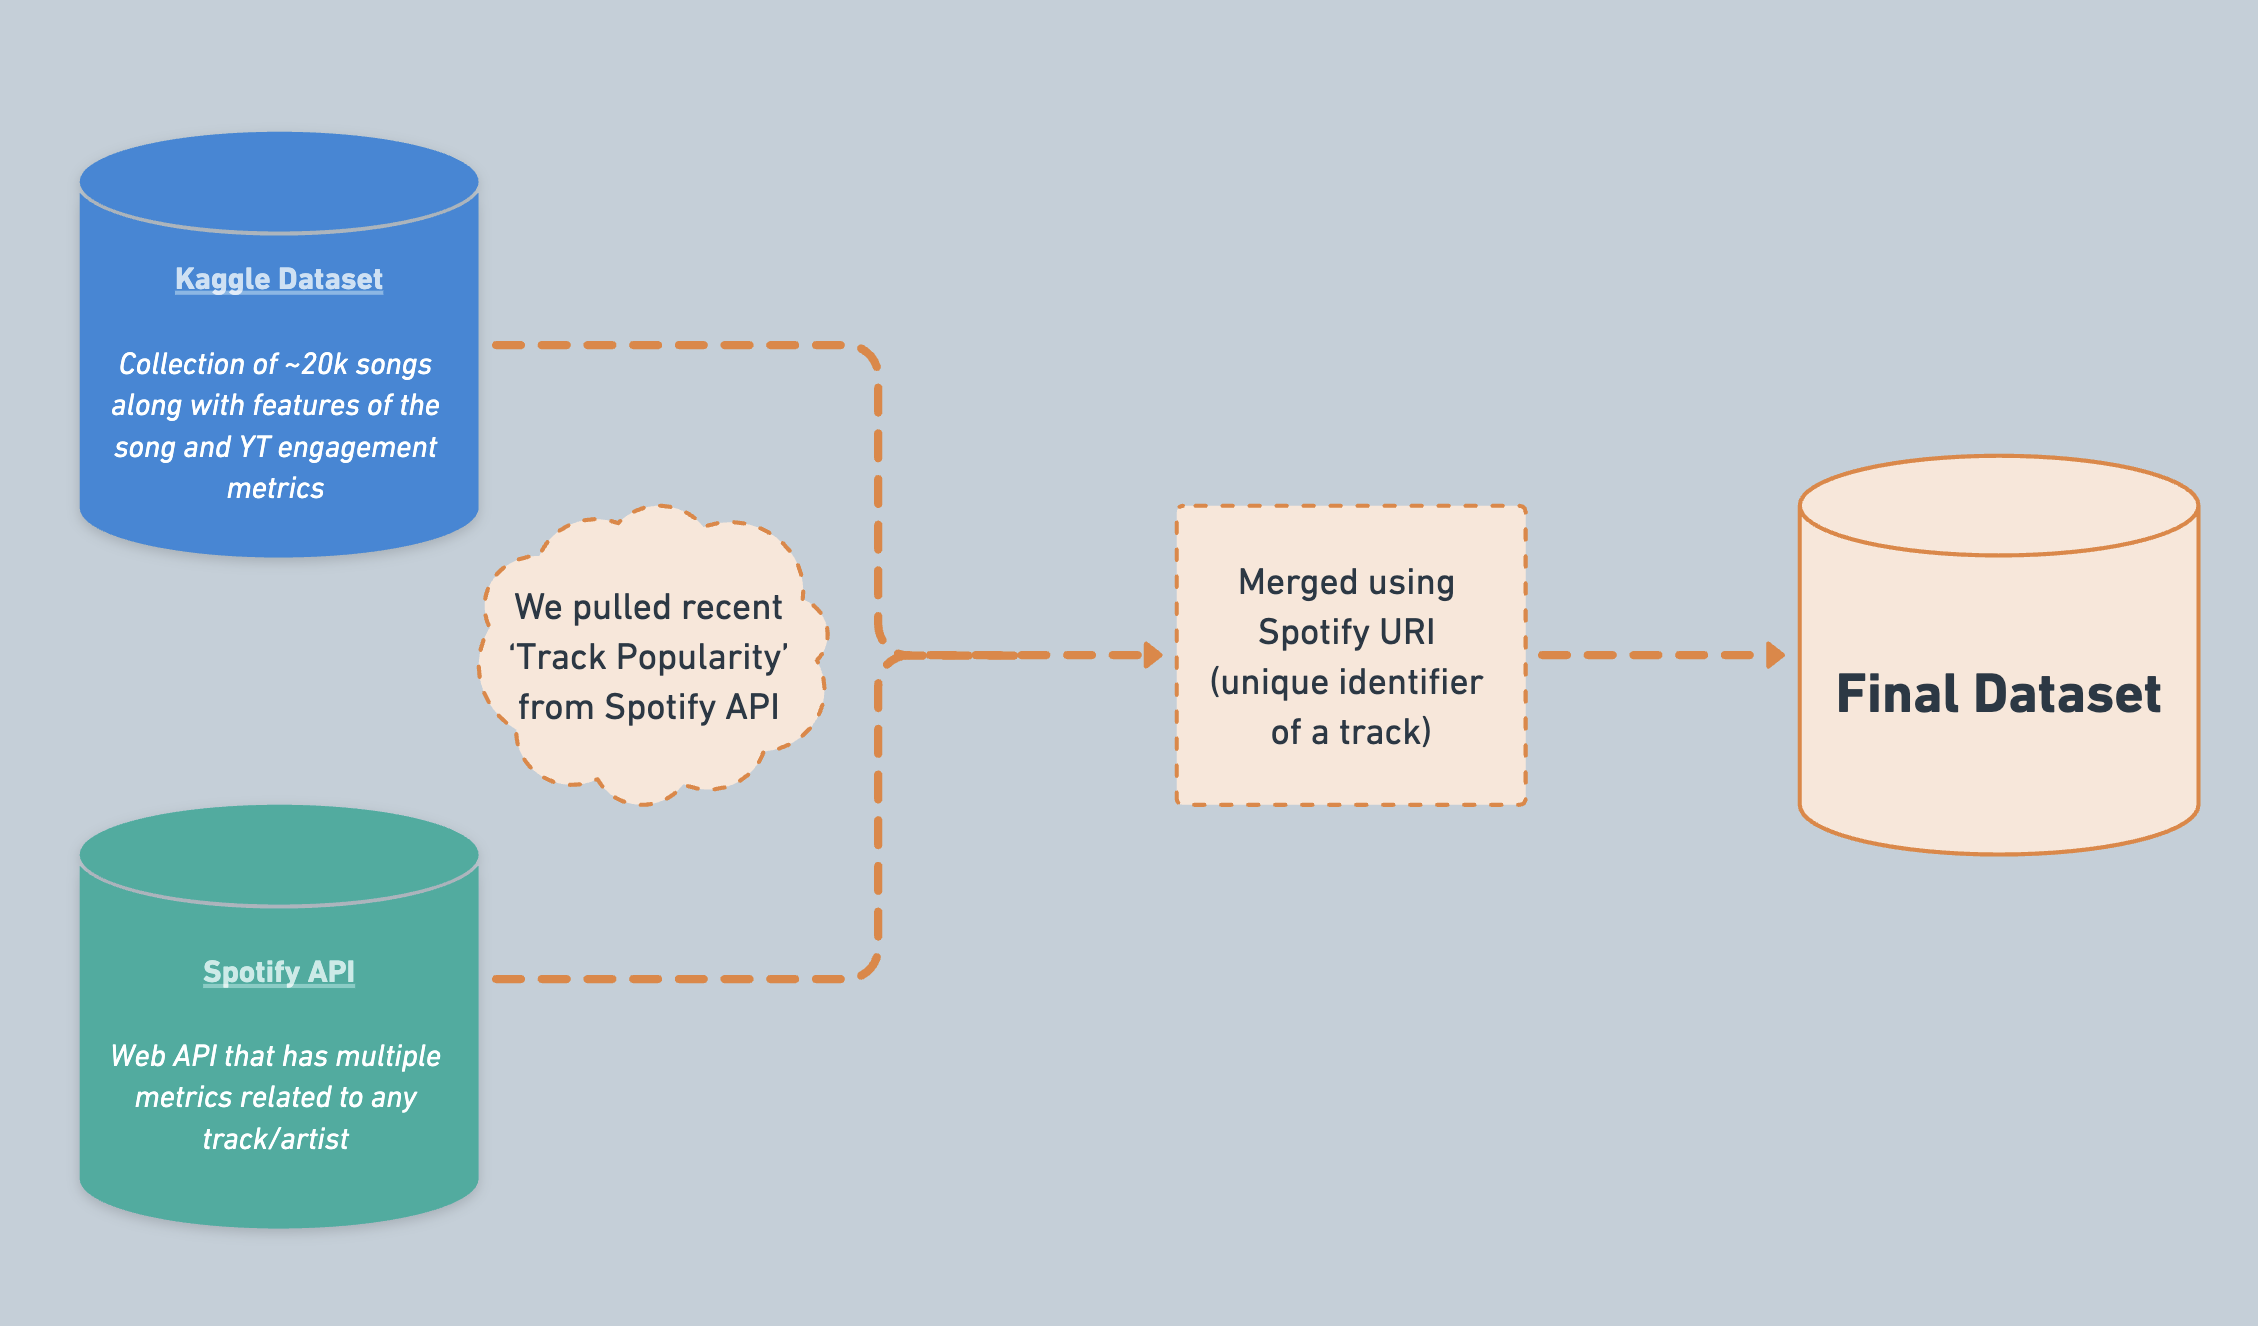 Kaggle Dataset
Collection of ~20k songs
along with features of the
song and YT engagement
metrics
We pulled recent
‘Track Popularity’
from Spotify API
Spotify API
Web API that has multiple
metrics related to any
track/artist
Merged using
Spotify URI
(unique identifier
of a track)
Final Dataset